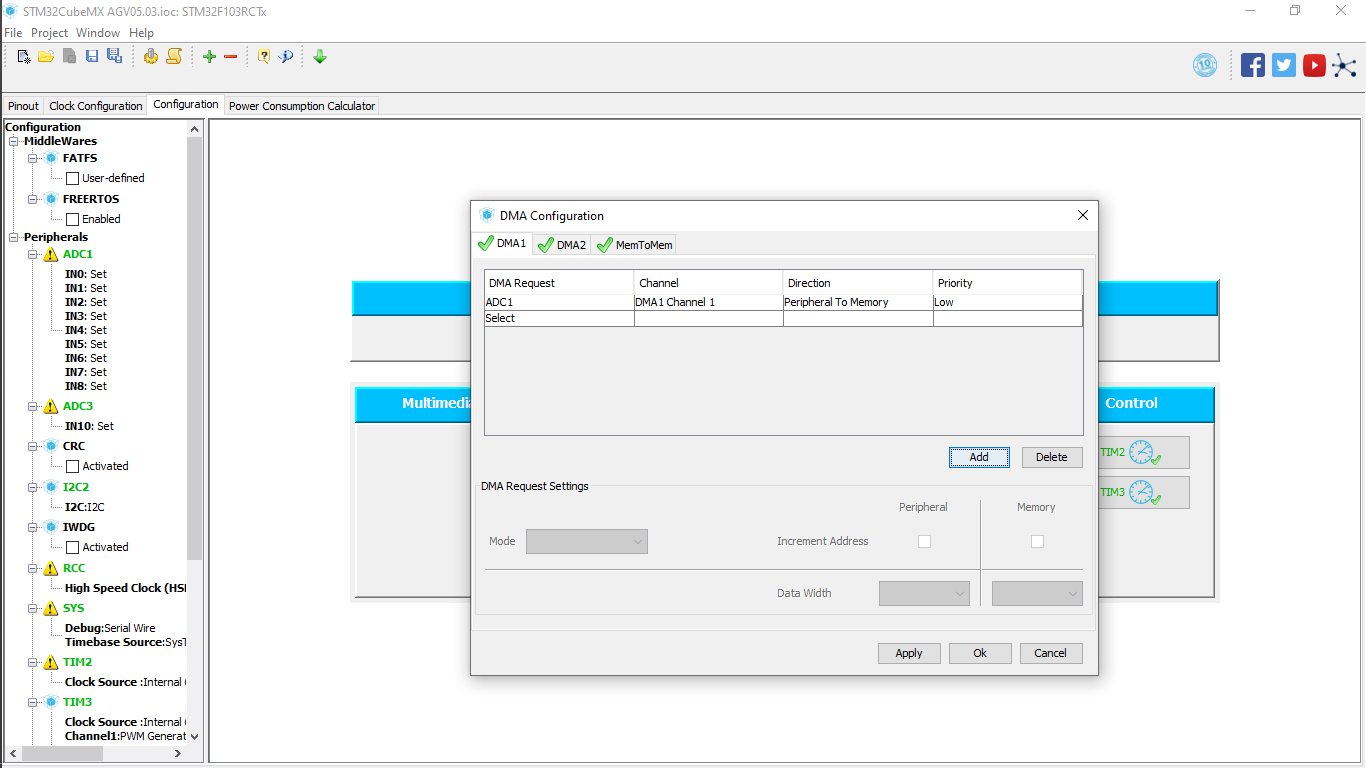 STM32CubeMX AGV05.03.ioc: STM32F103RCTx
File Project Window Help
10
Pinout Clock Configuration Configuration Power Consumption Calculator
Configuration
MiddleWares
FATFS
User-defined
FREERTOS
Enabled
Peripherals
ADC1
IN0: Set
IN1: Set
IN2: Set
IN3: Set
IN4: Set
IN5: Set
IN6: Set
IN7: Set
IN8: Set
ADC3
IN10: Set
CRC
Activated
I2C2
I2C:I2C
IWDG
Activated
RCC
High Speed Clock (HSE
SYS
Debug:Serial Wire
Timebase Source:SysT
TIM2
Clock Source :Internal
TIM3
Clock Source :Internal
Channel1:PWM Generat
Multimedia
Control
TIM2
TIM3
DMA Configuration
DMA1 DMA2 MemToMem
DMA Request Channel Direction Priority
ADC1 DMA1 Channel 1 Peripheral To Memory Low
Select
Add Delete
DMA Request Settings
Peripheral Memory
Mode Increment Address
Data Width
Apply Ok Cancel